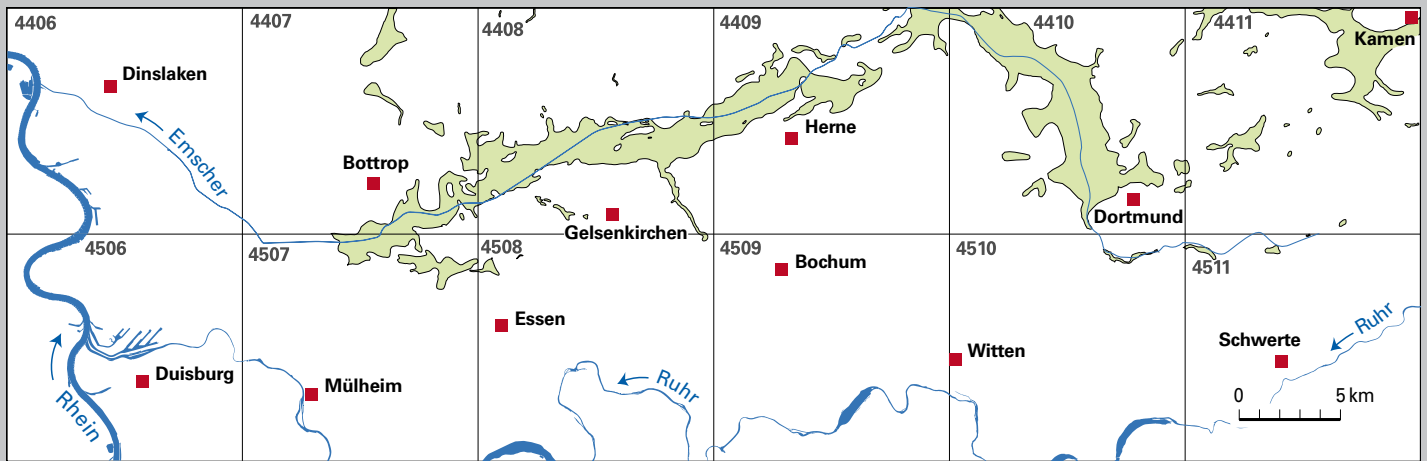 4406
4407
4408
4409
4410
4411
Kamen
Dinslaken
Emscher
Herne
Bottrop
Gelsenkirchen
Dortmund
4506
4507
4508
4509
4510
4511
Bochum
Essen
Ruhr
Schwerte
Witten
Duisburg
Mülheim
Ruhr
Rhein
0 5 km